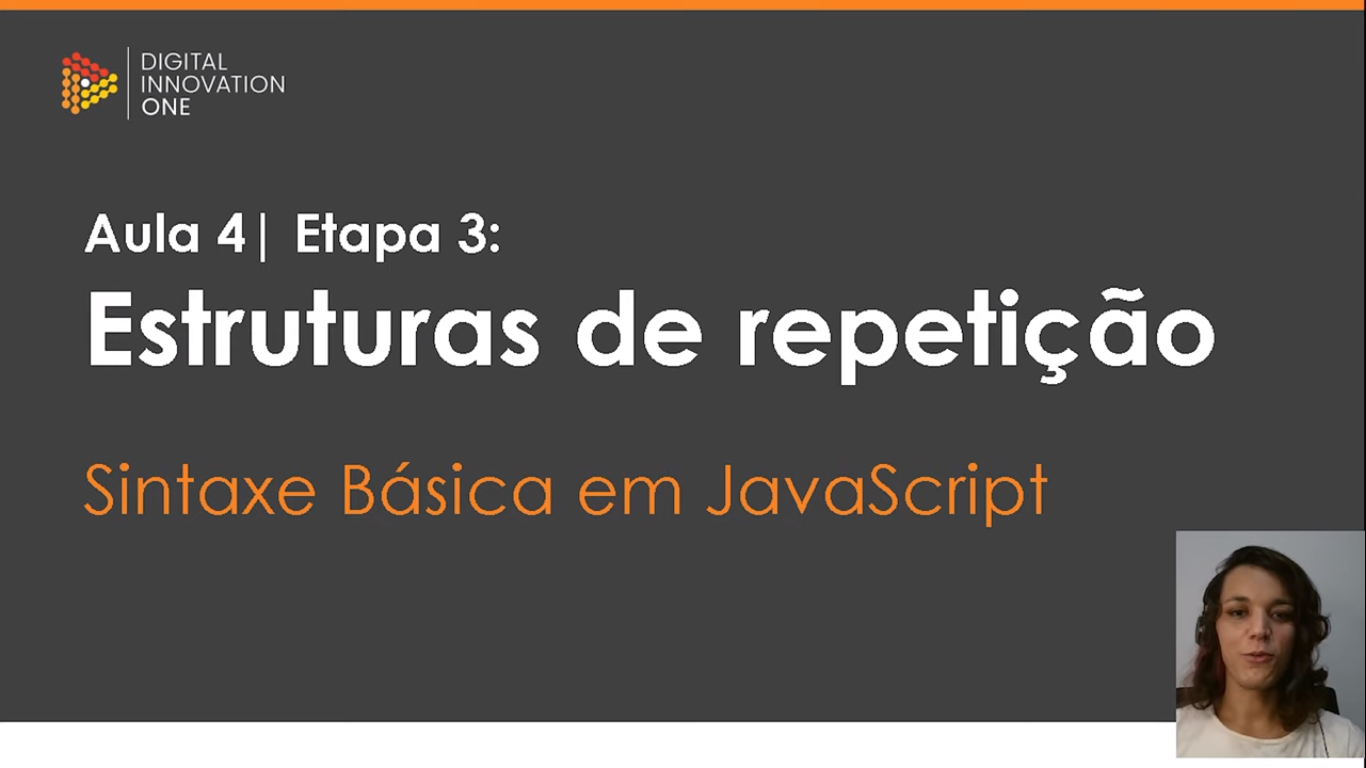 DIGITAL
INNOVATION
ONE
Aula 4| Etapa 3:
Estruturas de repetição
Sintaxe Básica em JavaScript